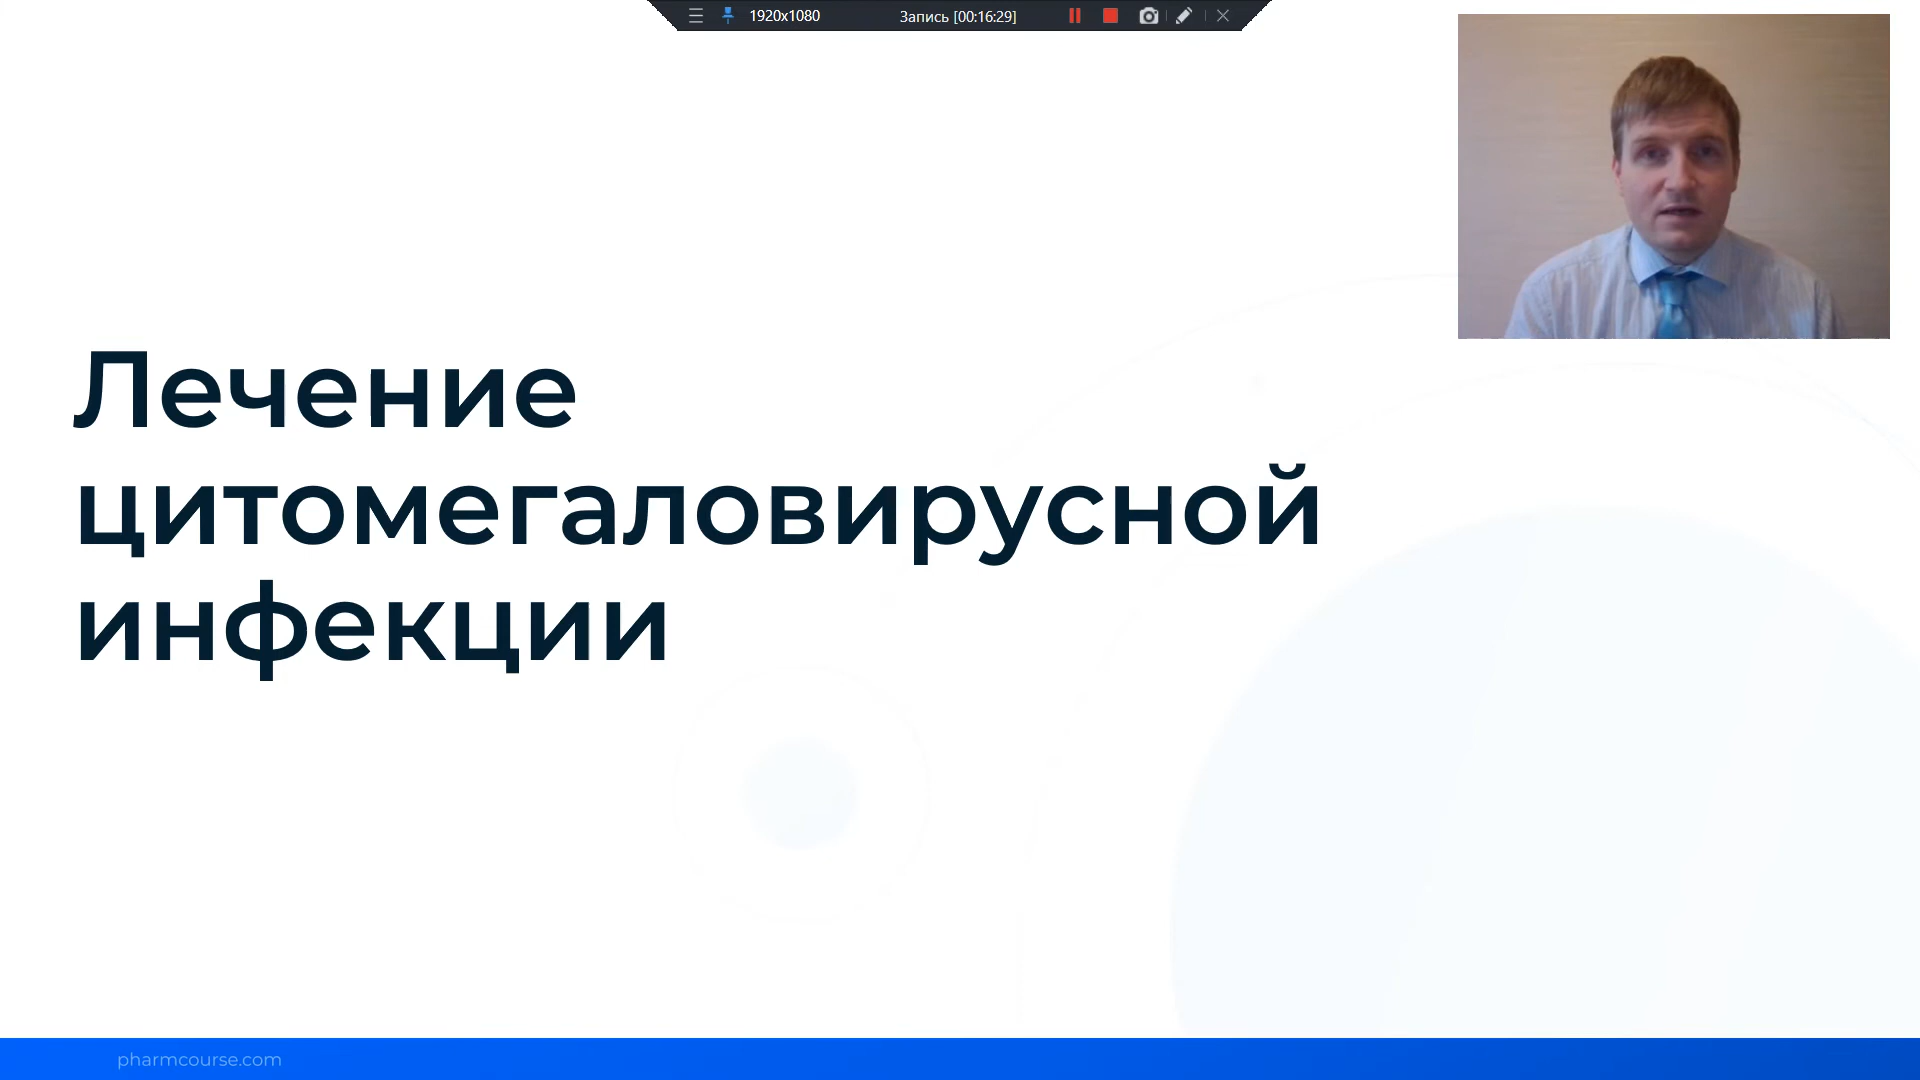 1920x1080 Запись [00:16:29]
Лечение
цитомегаловирусной
инфекции
pharmcourse.com